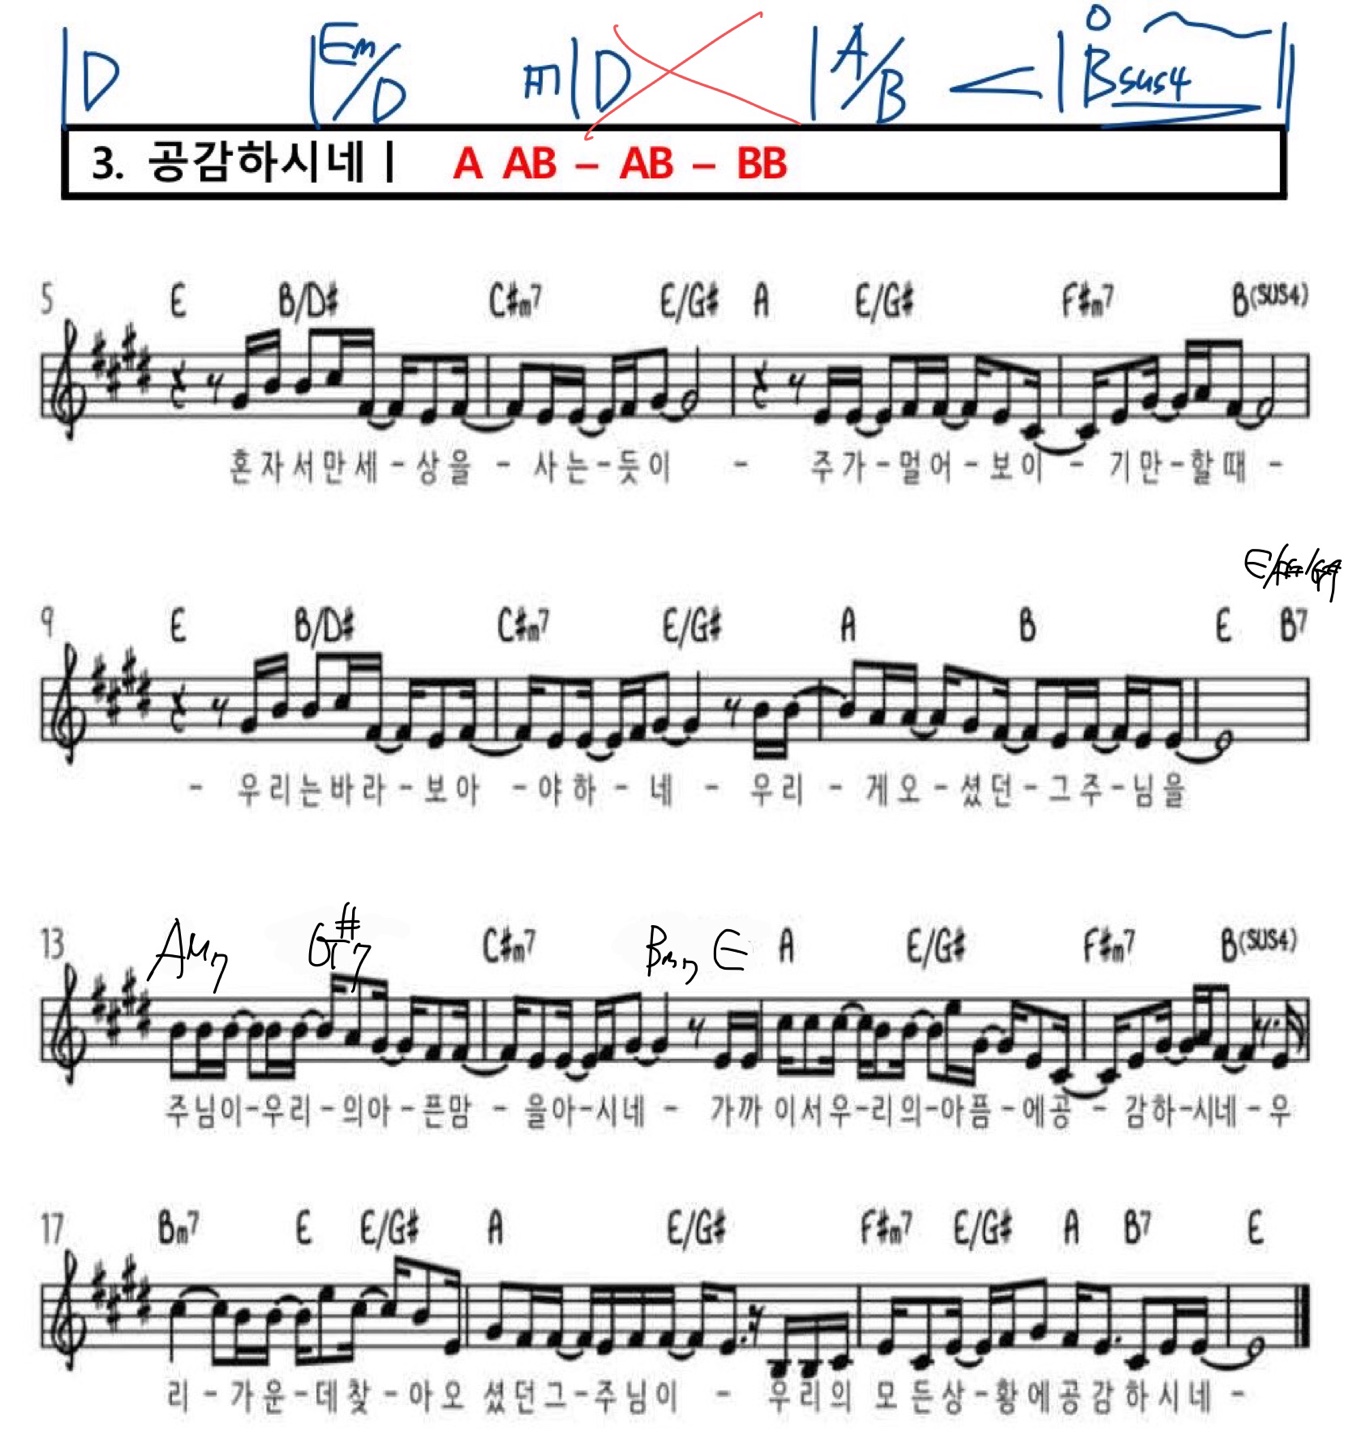 D Em/D D A/B Bsus4
3. 공감하시네 | A AB – AB – BB
5 E B/D# C#m7 E/G# A E/G# F#m7 B(SUS4)
혼자서만세-상을 - 사는-듯이 - 주가-멀어-보이 - 기만-할때 -
E/G#
9 E B/D# C#m7 E/G# A B E B7
- 우리는바라-보아 -야하- 네 - 우리 - 게오-셨던-그주-님을
13 AM7 G#7 C#m7 Bm7 E A E/G# F#m7 B(SUS4)
주님이-우리-의아-픈맘 - 을아-시네 - 가까이서우-리의-아픔-에공 - 감하-시네-우
17 Bm7 E E/G# A E/G# F#m7 E/G# A B7 E
리-가운-데찾-아오셨던그-주님이 - 우리의모든상-황에공감하시네 -